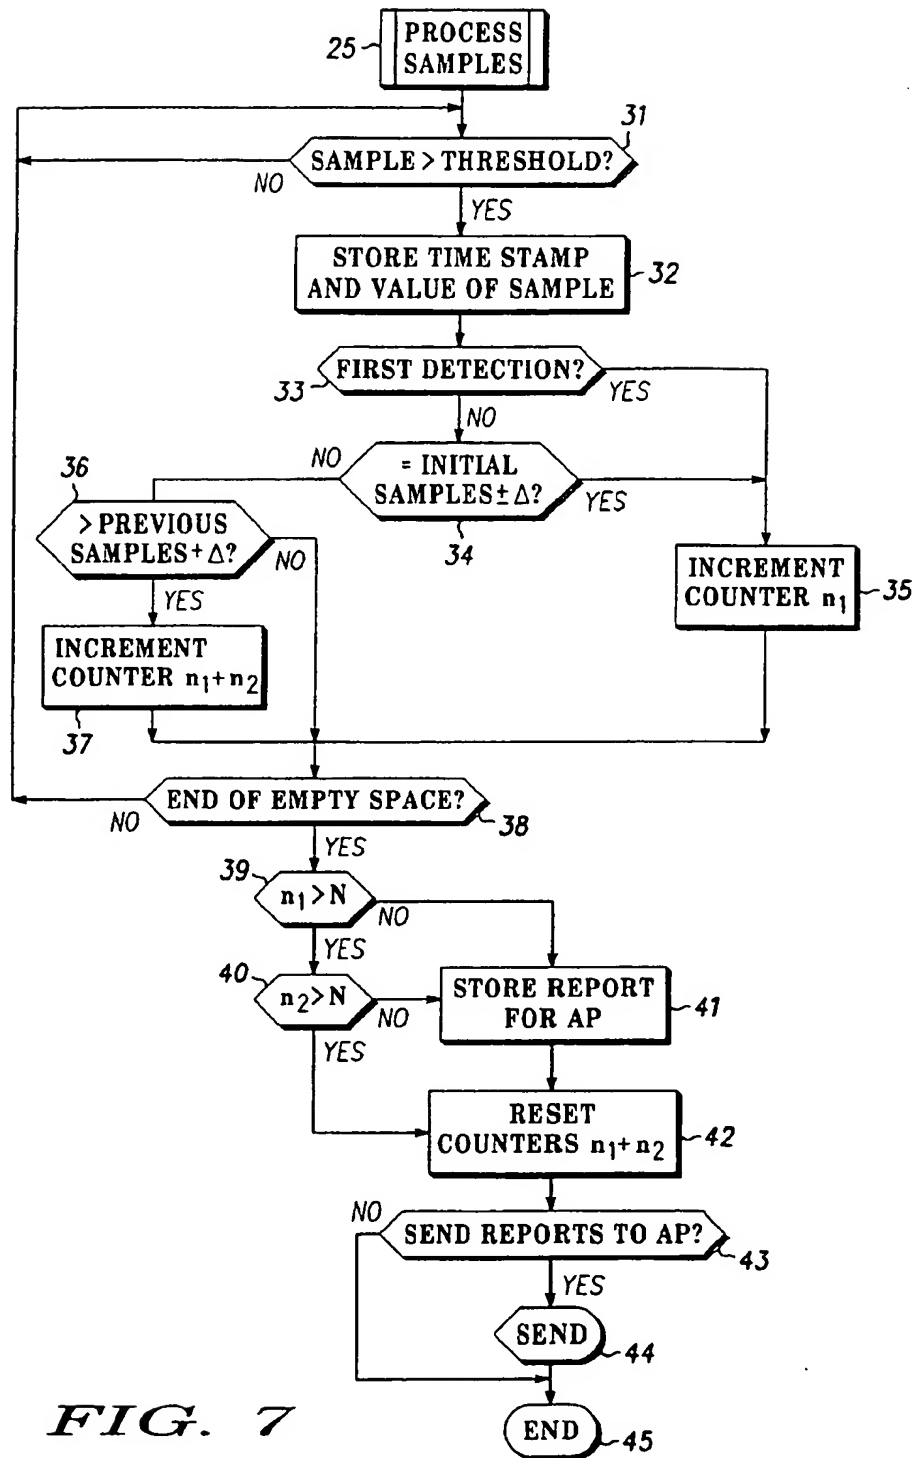 PROCESS
SAMPLES
25
31
SAMPLE > THRESHOLD?
NO
YES
STORE TIME STAMP
AND VALUE OF SAMPLE
32
FIRST DETECTION?
33
YES
NO
= INITIAL
SAMPLES ± Δ?
NO
YES
34
36
> PREVIOUS
SAMPLES + Δ?
NO
YES
INCREMENT
COUNTER n1
35
INCREMENT
COUNTER n1+n2
37
END OF EMPTY SPACE?
NO
38
YES
39
n1 > N
NO
YES
40
n2 > N
NO
YES
STORE REPORT
FOR AP
41
RESET
COUNTERS n1+n2
42
NO
SEND REPORTS TO AP?
43
YES
SEND
44
END
45
FIG. 7